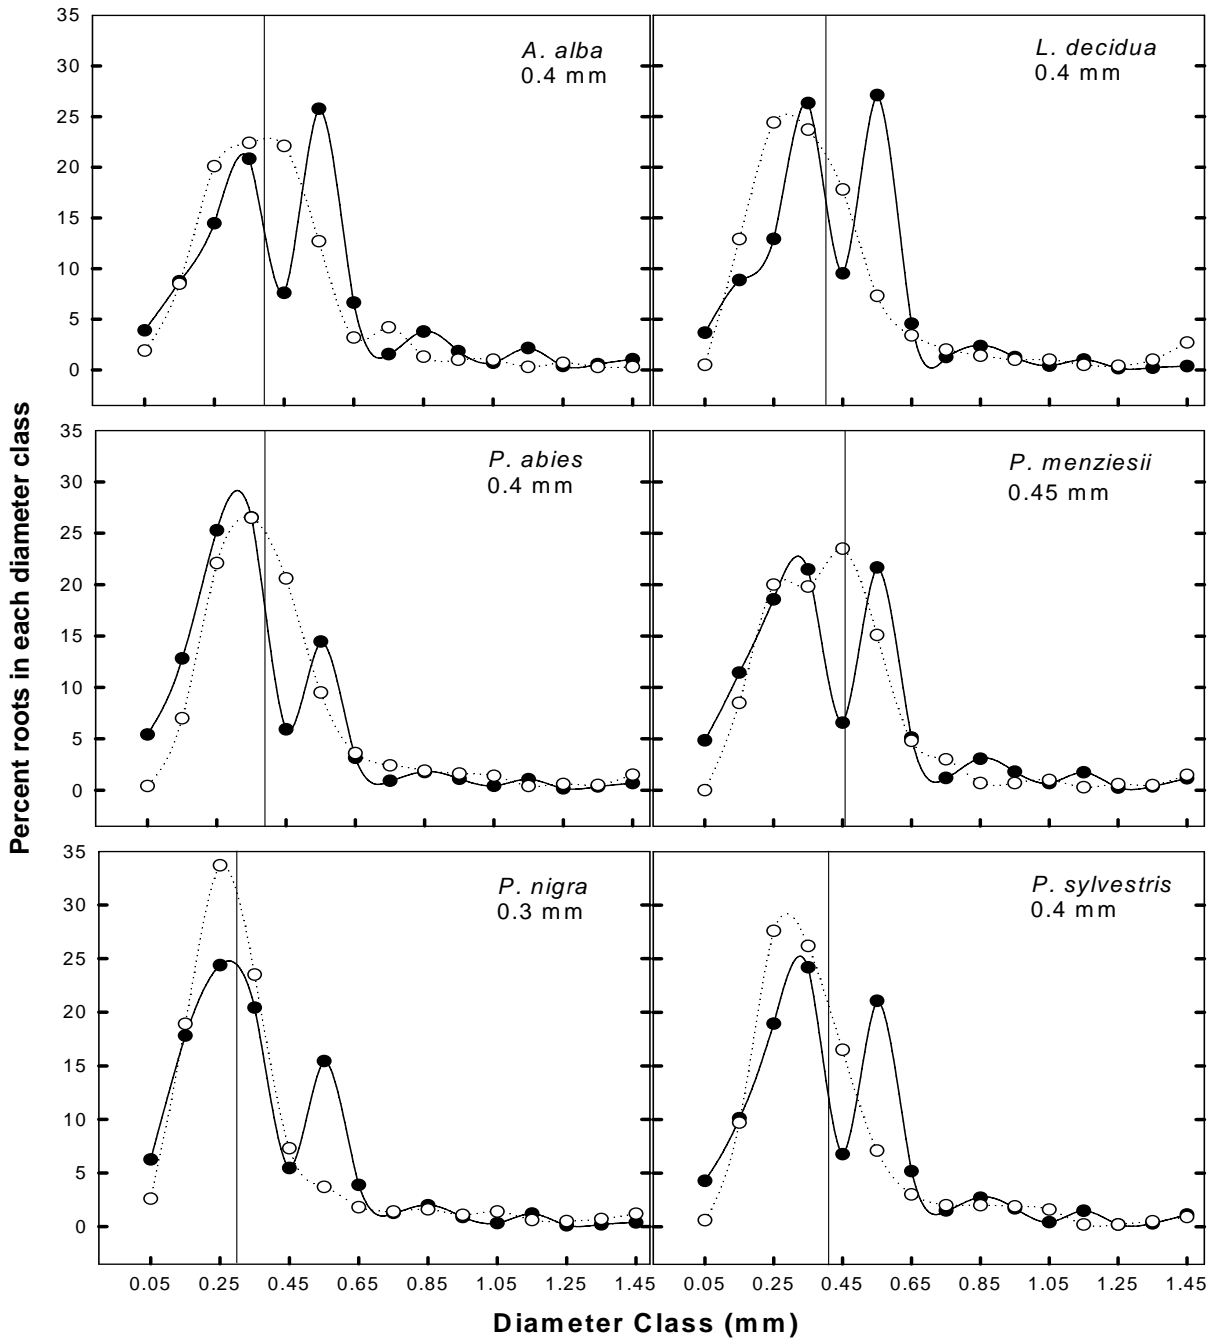 35
30
25
20
15
10
5
0
A. alba
0.4 mm
L. decidua
0.4 mm
Percent roots in each diameter class
35
30
25
20
15
10
5
0
P. abies
0.4 mm
P. menziesii
0.45 mm
35
30
25
20
15
10
5
0
P. nigra
0.3 mm
P. sylvestris
0.4 mm
0.05 0.25 0.45 0.65 0.85 1.05 1.25 1.45 0.05 0.25 0.45 0.65 0.85 1.05 1.25 1.45
Diameter Class (mm)